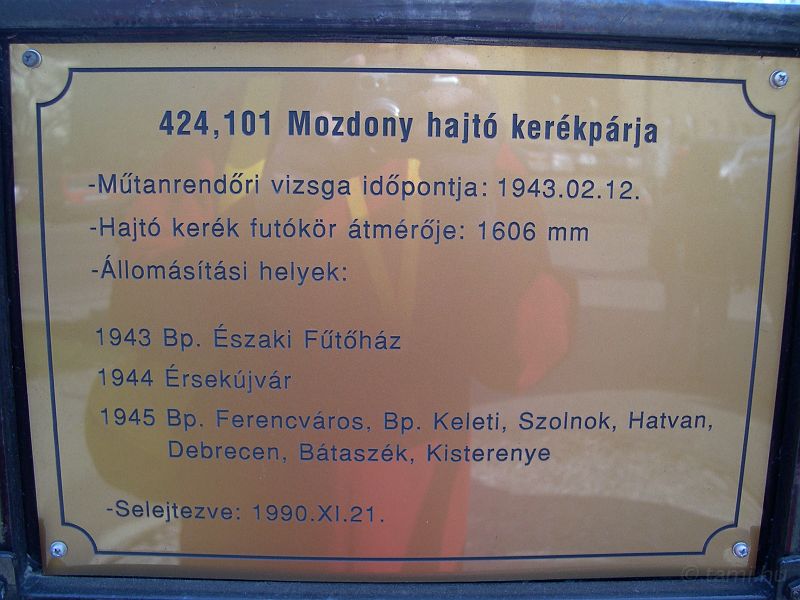 424,101 Mozdony hajtó kerékpárja
-Műtanrendőri vizsga időpontja: 1943.02.12.
-Hajtó kerék futókör átmérője: 1606 mm
-Állomásítási helyek:
1943 Bp. Északi Fűtőház
1944 Érsekújvár
1945 Bp. Ferencváros, Bp. Keleti, Szolnok, Hatvan,
Debrecen, Bátaszék, Kisterenye
-Selejtezve: 1990.XI.21.
© tami.hu